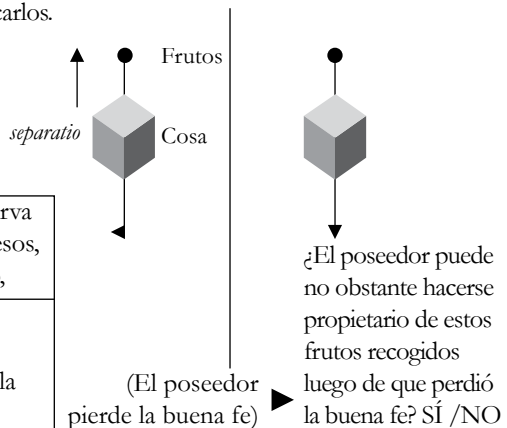 Frutos
separatio
Cosa
¿El poseedor puede
no obstante hacerse
propietario de estos
frutos recogidos
luego de que perdió
la buena fe? SÍ /NO
la
(El poseedor
pierde la buena fe)